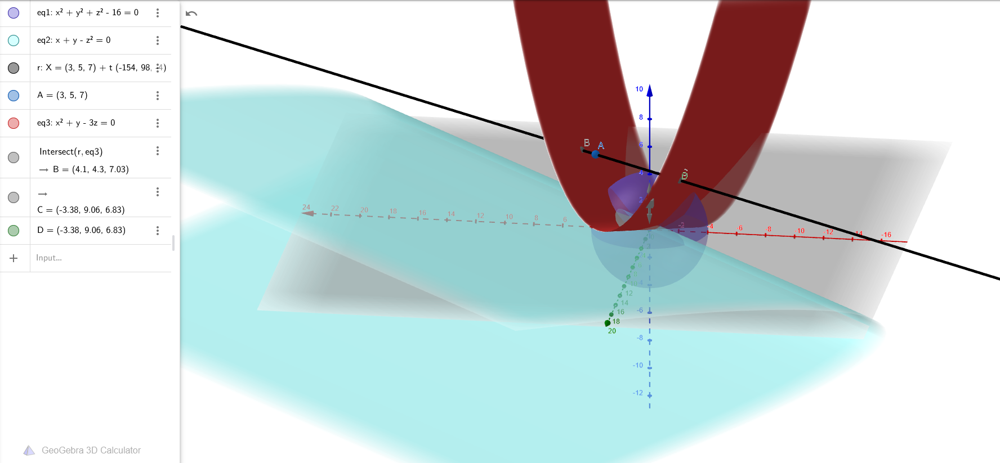 eq1: x² + y² + z² - 16 = 0
eq2: x + y - z² = 0
r: X = (3, 5, 7) + t (-154, 98, -4)
A = (3, 5, 7)
eq3: x² + y - 3z = 0
Intersect(r, eq3)
→ B = (4.1, 4.3, 7.03)
→
C = (-3.38, 9.06, 6.83)
D = (-3.38, 9.06, 6.83)
+ Input...
GeoGebra 3D Calculator
10
8
6
4
2
-4
-6
-8
-10
-12
B A
D
24 22 20 18 16 14 12 10 8 6
-2 -4 -6 -8 -10 -12 -14 -16
12
14
16
18
20